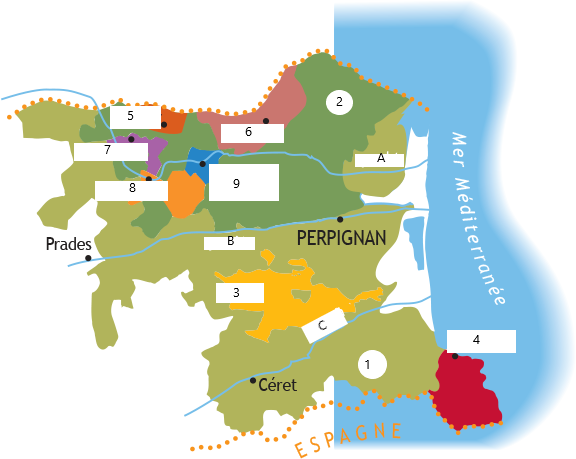 5
2
6
7
A
8
9
Mer Méditerranée
B
PERPIGNAN
Prades
3
C
4
1
Céret
ESPAGNE